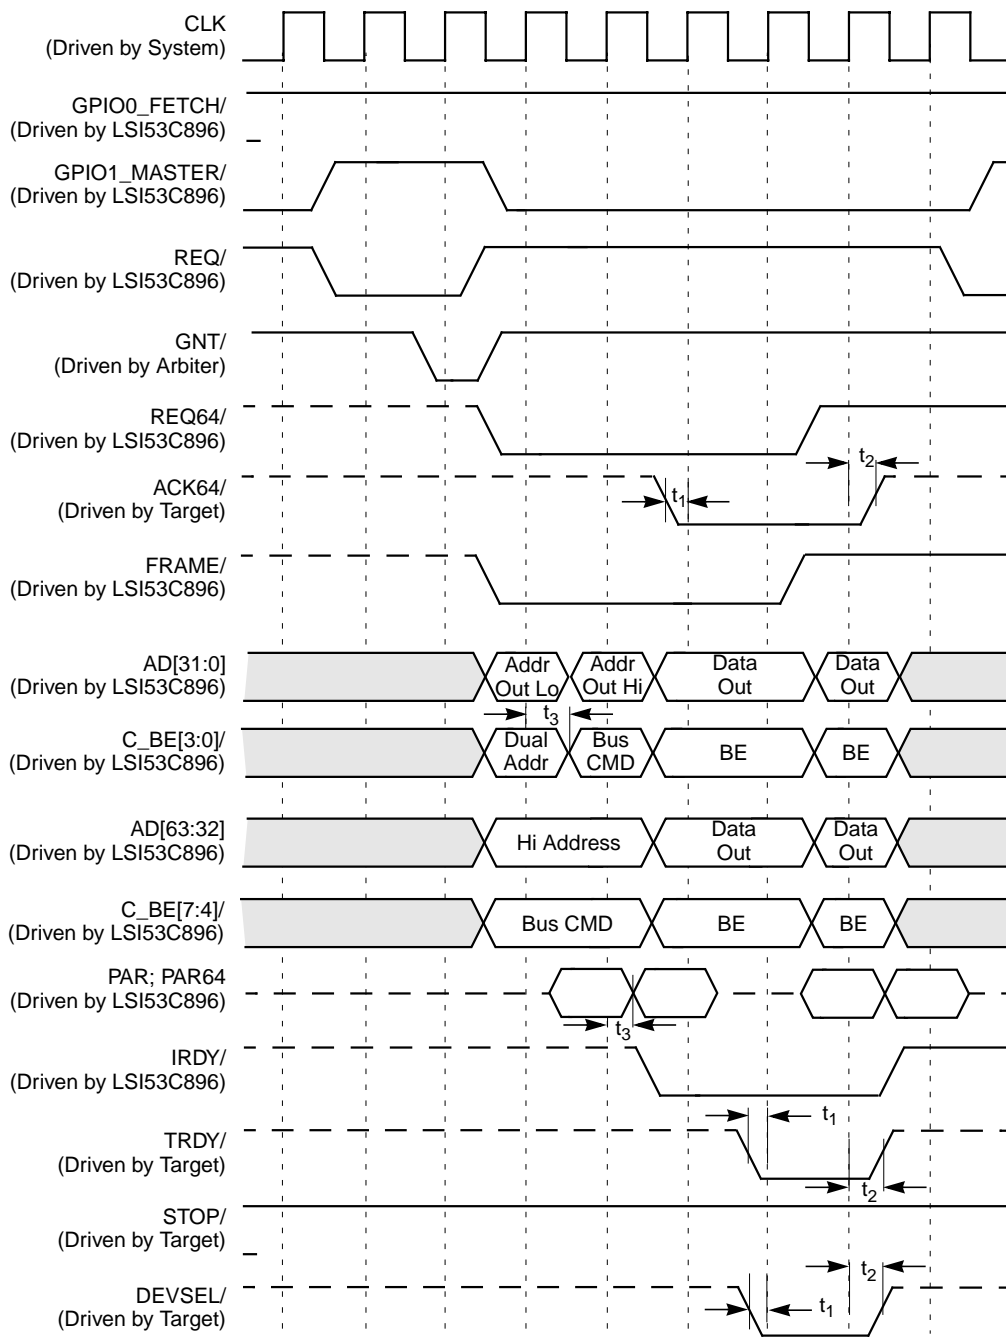 CLK
(Driven by System)
GPIO0_FETCH/
(Driven by LSI53C896)
GPIO1_MASTER/
(Driven by LSI53C896)
REQ/
(Driven by LSI53C896)
GNT/
(Driven by Arbiter)
REQ64/
(Driven by LSI53C896)
t2
ACK64/
(Driven by Target)
t1
FRAME/
(Driven by LSI53C896)
AD[31:0]
(Driven by LSI53C896)
Addr Out Lo
Addr Out Hi
Data Out
Data Out
t3
C_BE[3:0]/
(Driven by LSI53C896)
Dual Addr
Bus CMD
BE
BE
AD[63:32]
(Driven by LSI53C896)
Hi Address
Data Out
Data Out
C_BE[7:4]/
(Driven by LSI53C896)
Bus CMD
BE
BE
PAR; PAR64
(Driven by LSI53C896)
t3
IRDY/
(Driven by LSI53C896)
t1
TRDY/
(Driven by Target)
t2
STOP/
(Driven by Target)
t2
DEVSEL/
(Driven by Target)
t1